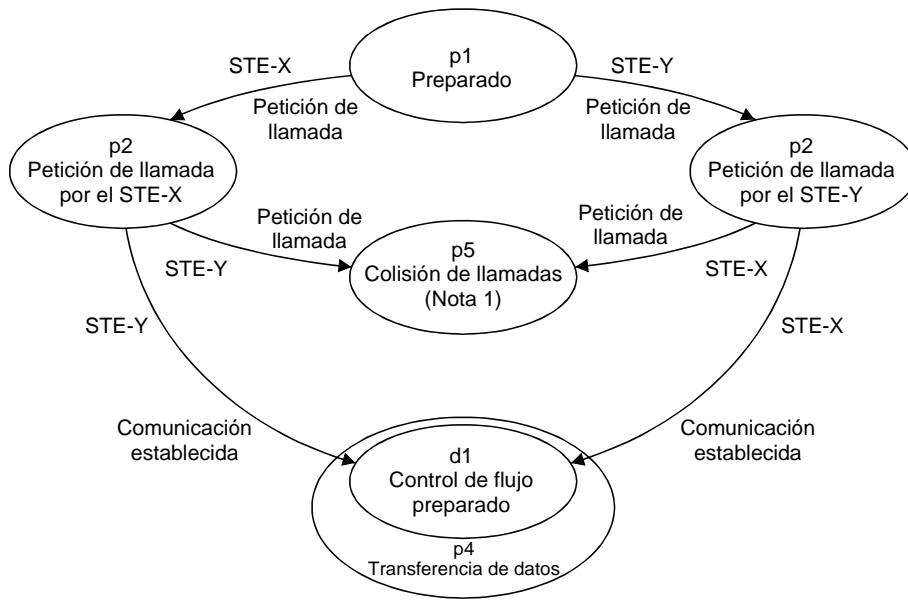 p1
Preparado
STE-X
STE-Y
Petición de
llamada
Petición de
llamada
p2
Petición de llamada
por el STE-X
p2
Petición de llamada
por el STE-Y
Petición de
llamada
Petición de
llamada
STE-Y
STE-X
p5
Colisión de llamadas
(Nota 1)
STE-Y
STE-X
Comunicación
establecida
Comunicación
establecida
d1
Control de flujo
preparado
p4
Transferencia de datos